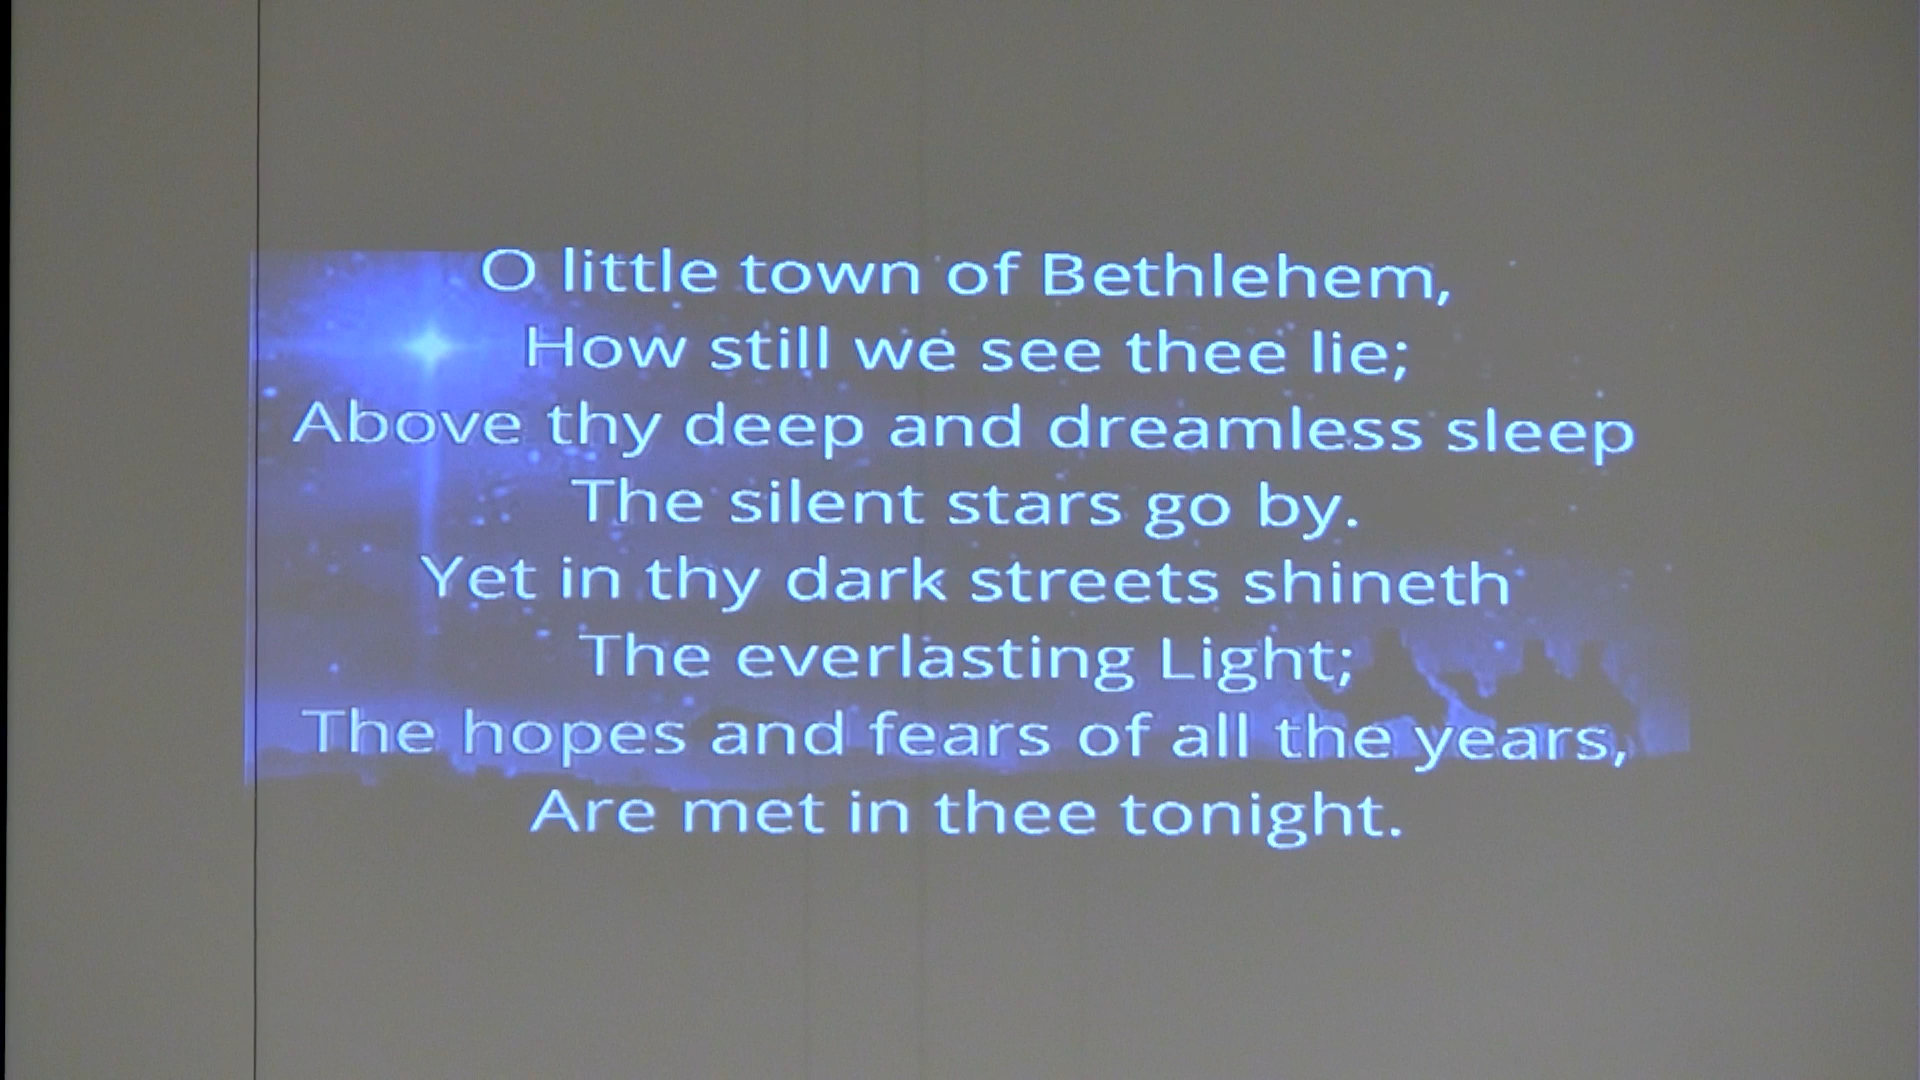 O little town of Bethlehem,
How still we see thee lie;
Above thy deep and dreamless sleep
The silent stars go by.
Yet in thy dark streets shineth
The everlasting Light;
The hopes and fears of all the years,
Are met in thee tonight.